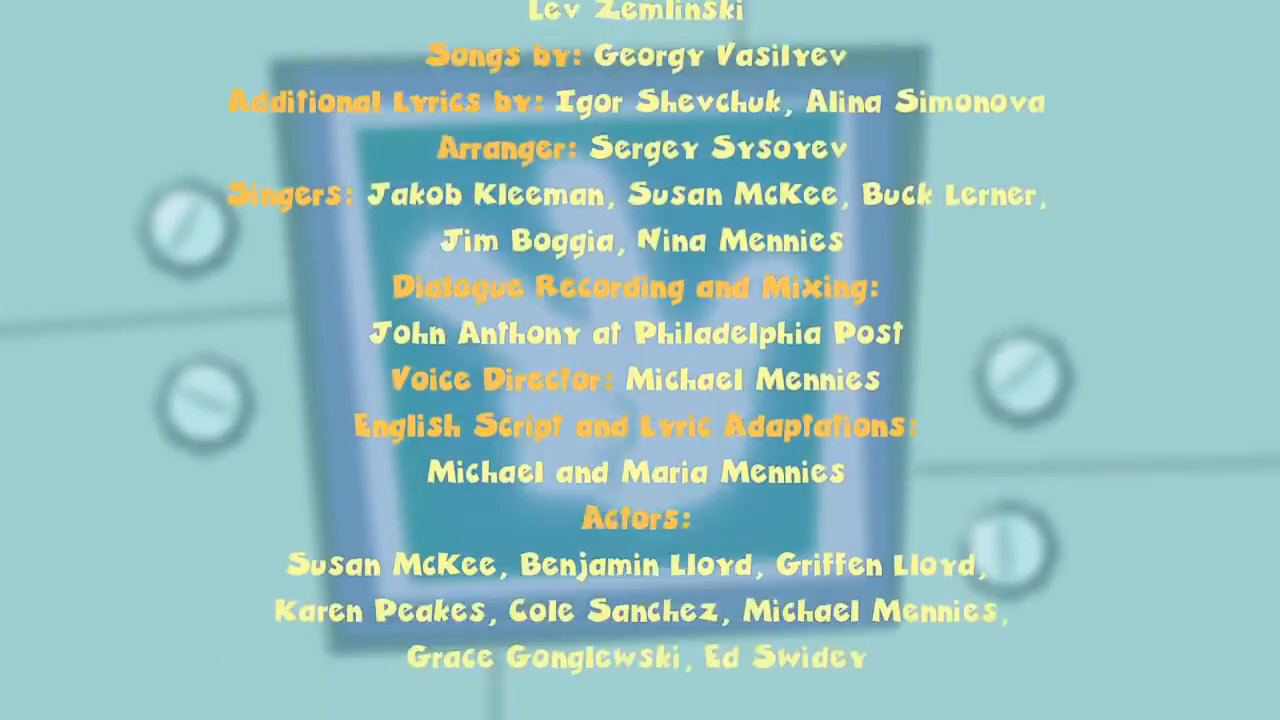 Lev Zemlinski
Songs by: Georgy Vasilyev
Additional Lyrics by: Igor Shevchuk, Alina Simonova
Arranger: Sergey Sysoyev
Singers: Jakob Kleeman, Susan McKee, Buck Lerner,
Jim Boggia, Nina Mennies
Dialogue Recording and Mixing:
John Anthony at Philadelphia Post
Voice Director: Michael Mennies
English Script and Lyric Adaptations:
Michael and Maria Mennies
Actors:
Susan McKee, Benjamin Lloyd, Griffen Lloyd,
Karen Peakes, Cole Sanchez, Michael Mennies,
Grace Gonglewski, Ed Swidey